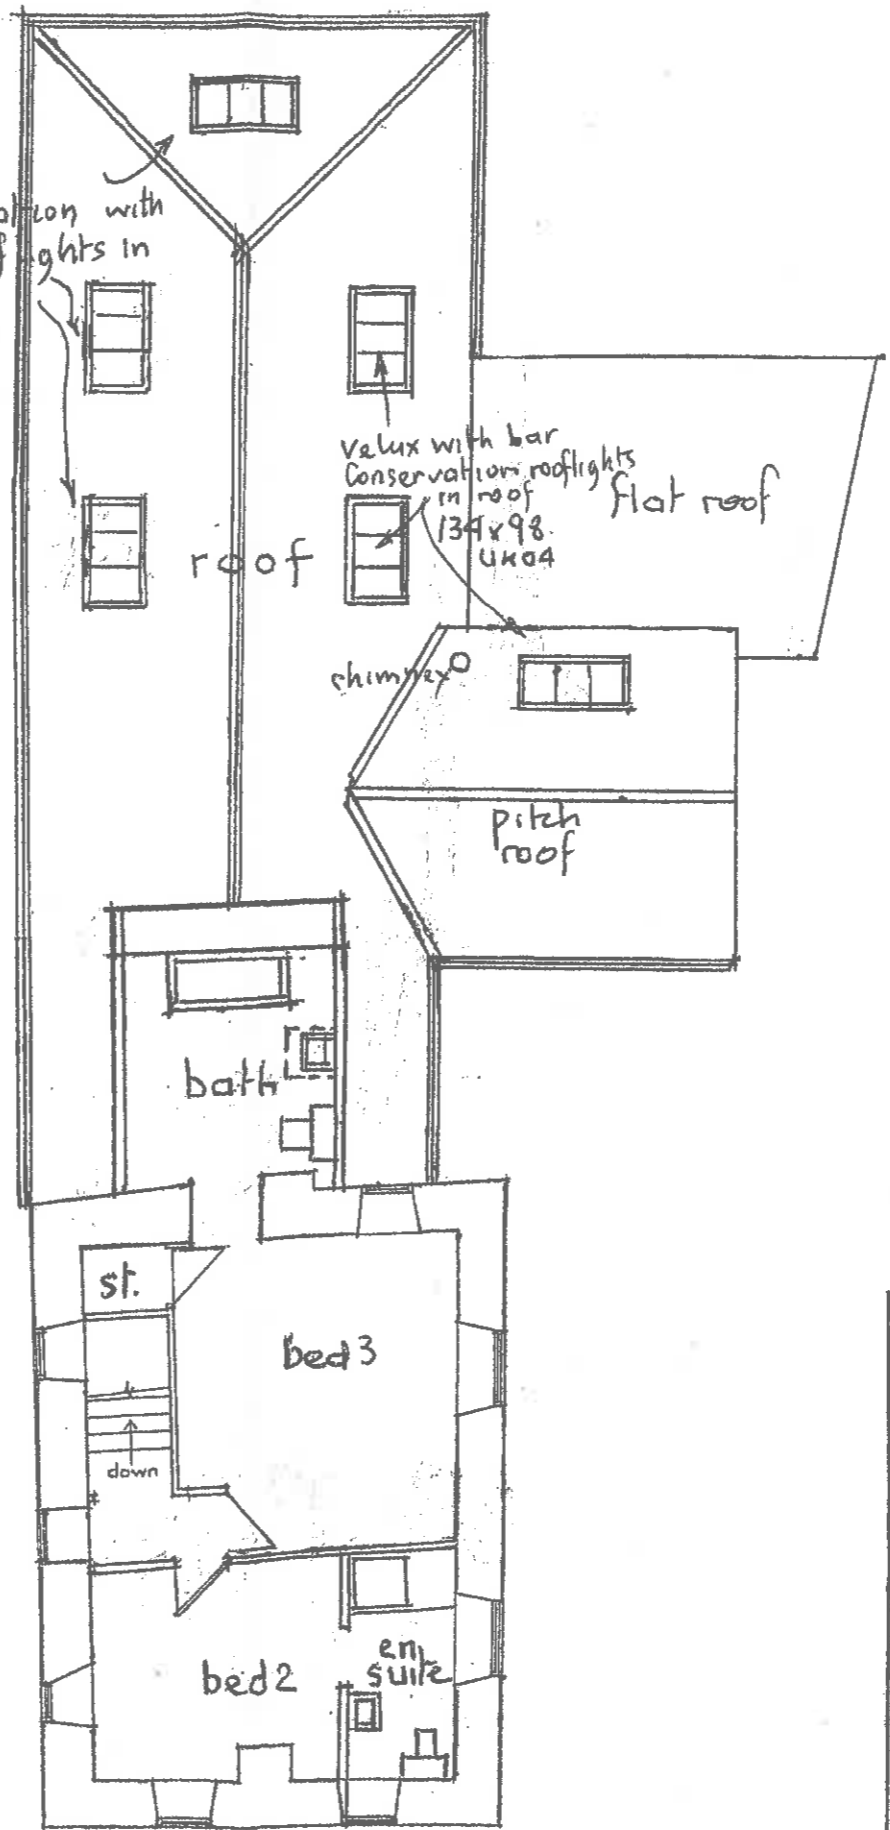 with
lights in
velux with bar
Conservation rooflights
in roof
134x98
UK04
flat roof
roof
chimney
pitch
roof
bath
st.
bed 3
down
bed 2
en
suite